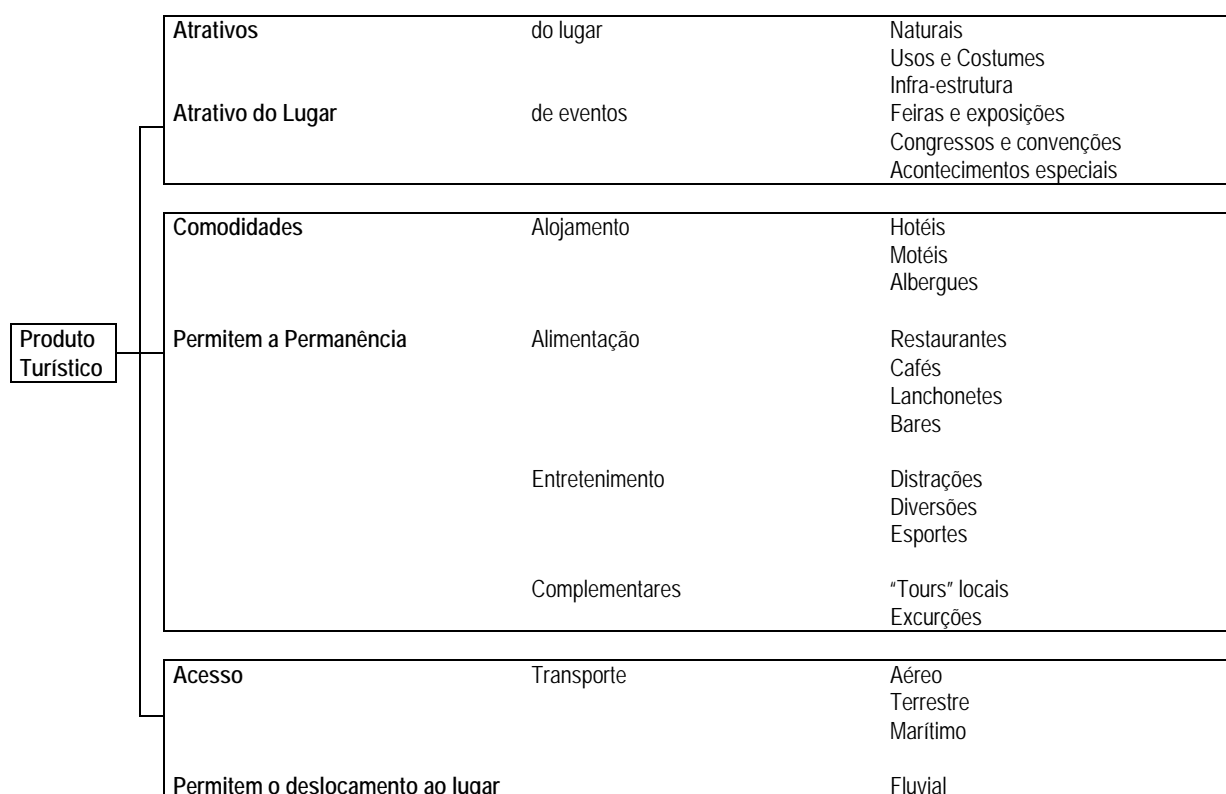 Atrativos do lugar Naturais
Usos e Costumes
Infra-estrutura
Atrativo do Lugar de eventos Feiras e exposições
Congressos e convenções
Acontecimentos especiais
Comodidades Alojamento Hotéis
Motéis
Albergues
Produto
Turístico
Permitem a Permanência Alimentação Restaurantes
Cafés
Lanchonetes
Bares
Entretenimento Distrações
Diversões
Esportes
Complementares “Tours” locais
Excurções
Acesso Transporte Aéreo
Terrestre
Marítimo
Permitem o deslocamento ao lugar Fluvial